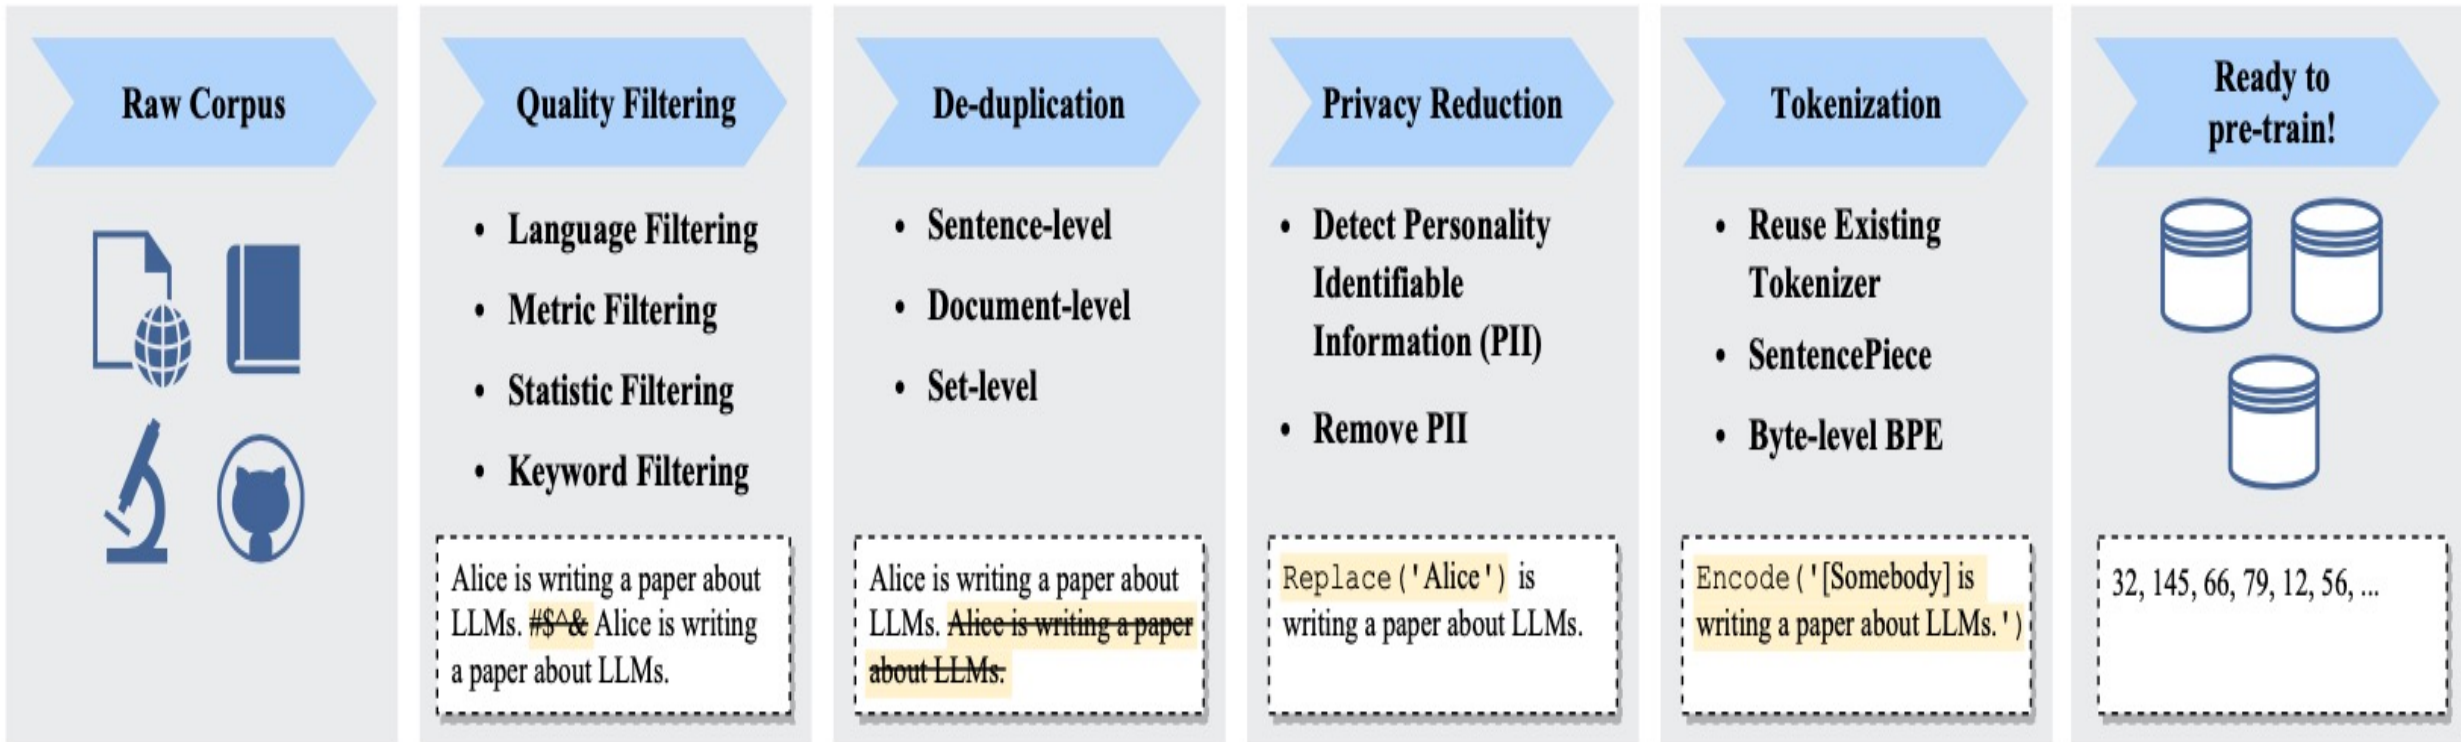 Raw Corpus
Quality Filtering
• Language Filtering
• Metric Filtering
• Statistic Filtering
• Keyword Filtering
Alice is writing a paper about
LLMs. #$^& Alice is writing
a paper about LLMs.
De-duplication
• Sentence-level
• Document-level
• Set-level
Alice is writing a paper about
LLMs. Alice is writing a paper
about LLMs.
Privacy Reduction
• Detect Personality
Identifiable
Information (PII)
• Remove PII
Replace('Alice') is
writing a paper about LLMs.
Tokenization
• Reuse Existing
Tokenizer
• SentencePiece
• Byte-level BPE
Encode('[Somebody] is
writing a paper about LLMs.')
Ready to
pre-train!
32, 145, 66, 79, 12, 56, ...